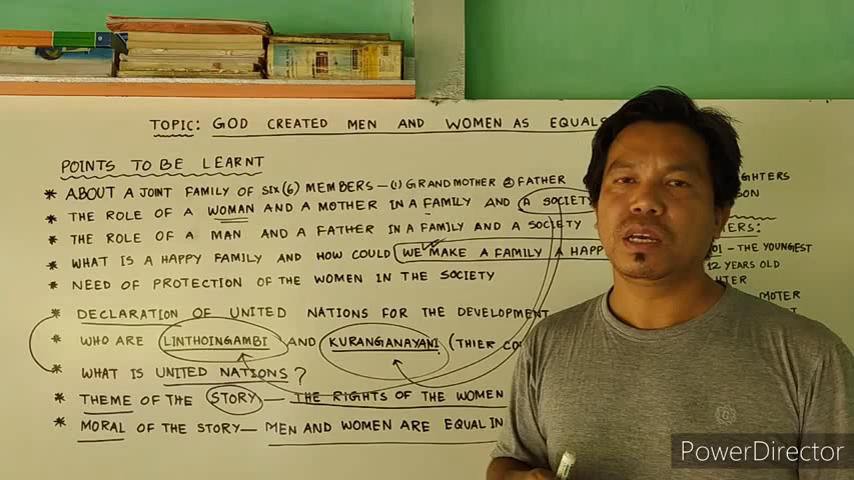 TOPIC: GOD CREATED MEN AND WOMEN AS EQUALS
POINTS TO BE LEARNT
* ABOUT A JOINT FAMILY OF SIX (6) MEMBERS — (1) GRANDMOTHER (2) FATHER
* THE ROLE OF A WOMAN AND A MOTHER IN A FAMILY AND A SOCIETY
* THE ROLE OF A MAN AND A FATHER IN A FAMILY AND A SOCIETY
* WHAT IS A HAPPY FAMILY AND HOW COULD WE MAKE A FAMILY A HAPP
* NEED OF PROTECTION OF THE WOMEN IN THE SOCIETY
* DECLARATION OF UNITED NATIONS FOR THE DEVELOPMENT
* WHO ARE LINTHOINGAMBI AND KURANGANAYANI (THIER CO
* WHAT IS UNITED NATIONS?
* THEME OF THE STORY — THE RIGHTS OF THE WOMEN
* MORAL OF THE STORY — MEN AND WOMEN ARE EQUAL IN
GHTERS
SON
ERS:
01 - THE YOUNGEST
12 YEARS OLD
HTER
MOTER
PowerDirector